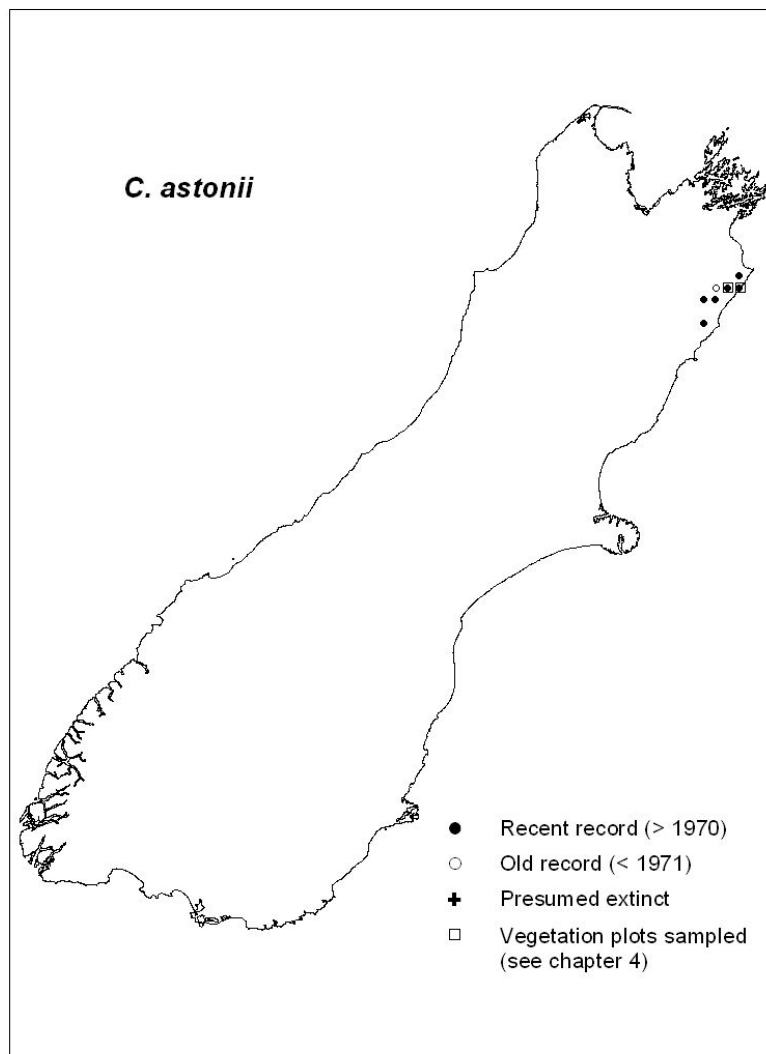 C. astonii
Recent record (> 1970)
Old record (< 1971)
Presumed extinct
Vegetation plots sampled
(see chapter 4)